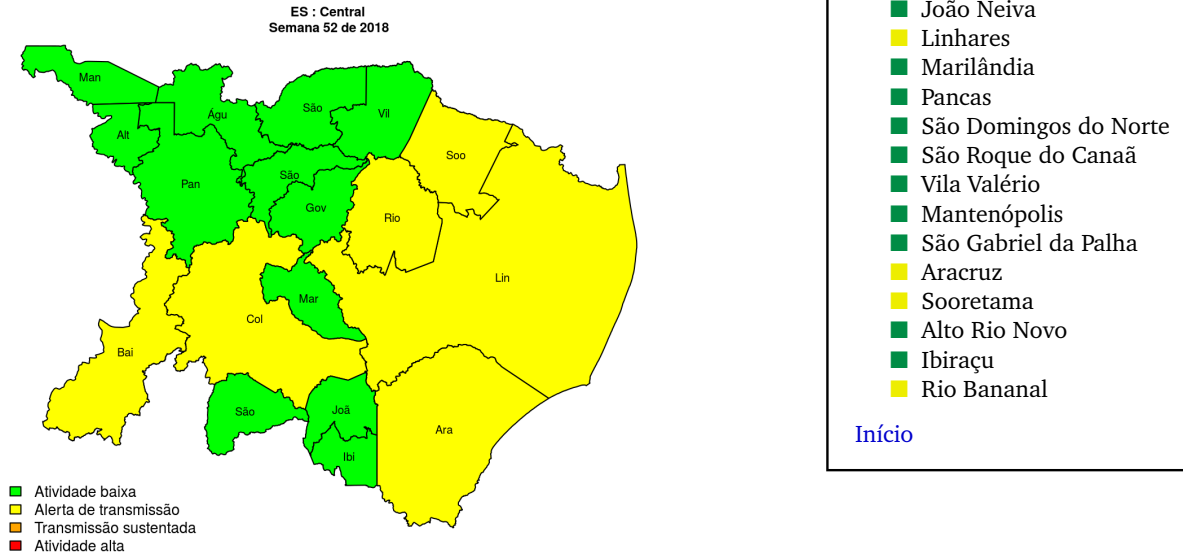 ES : Central
Semana 52 de 2018
Man
Águ
São
Vil
Alt
Soo
São
Pan
Gov
Rio
Lin
Mar
Col
Bai
São
Joã
Ara
Ibi
Atividade baixa
Alerta de transmissão
Transmissão sustentada
Atividade alta
João Neiva
Linhares
Marilândia
Pancas
São Domingos do Norte
São Roque do Canaã
Vila Valério
Mantenópolis
São Gabriel da Palha
Aracruz
Sooretama
Alto Rio Novo
Ibiraçu
Rio Bananal
Início